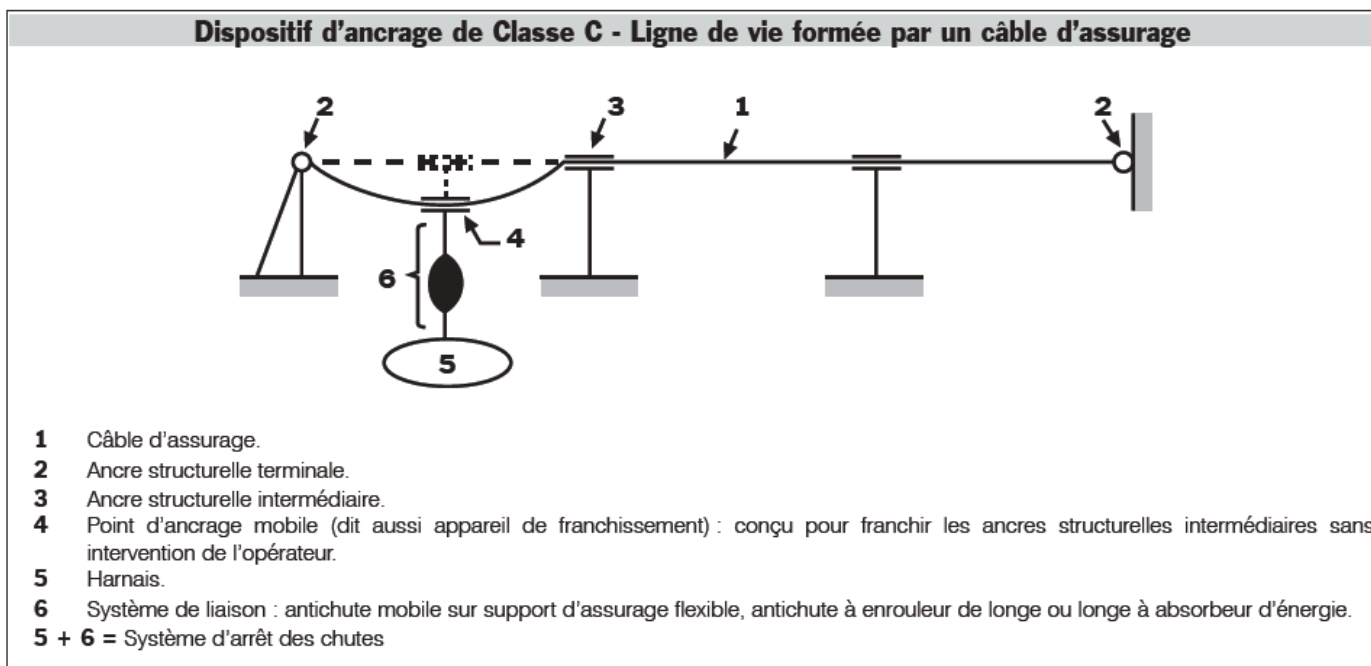 Dispositif d'ancrage de Classe C - Ligne de vie formée par un câble d'assurage
2 3 1 2
4
6
5
1 Câble d'assurage.
2 Ancre structurelle terminale.
3 Ancre structurelle intermédiaire.
4 Point d'ancrage mobile (dit aussi appareil de franchissement) : conçu pour franchir les ancres structurelles intermédiaires sans
intervention de l'opérateur.
5 Harnais.
6 Système de liaison : antichute mobile sur support d'assurage flexible, antichute à enrouleur de longe ou longe à absorbeur d'énergie.
5 + 6 = Système d'arrêt des chutes